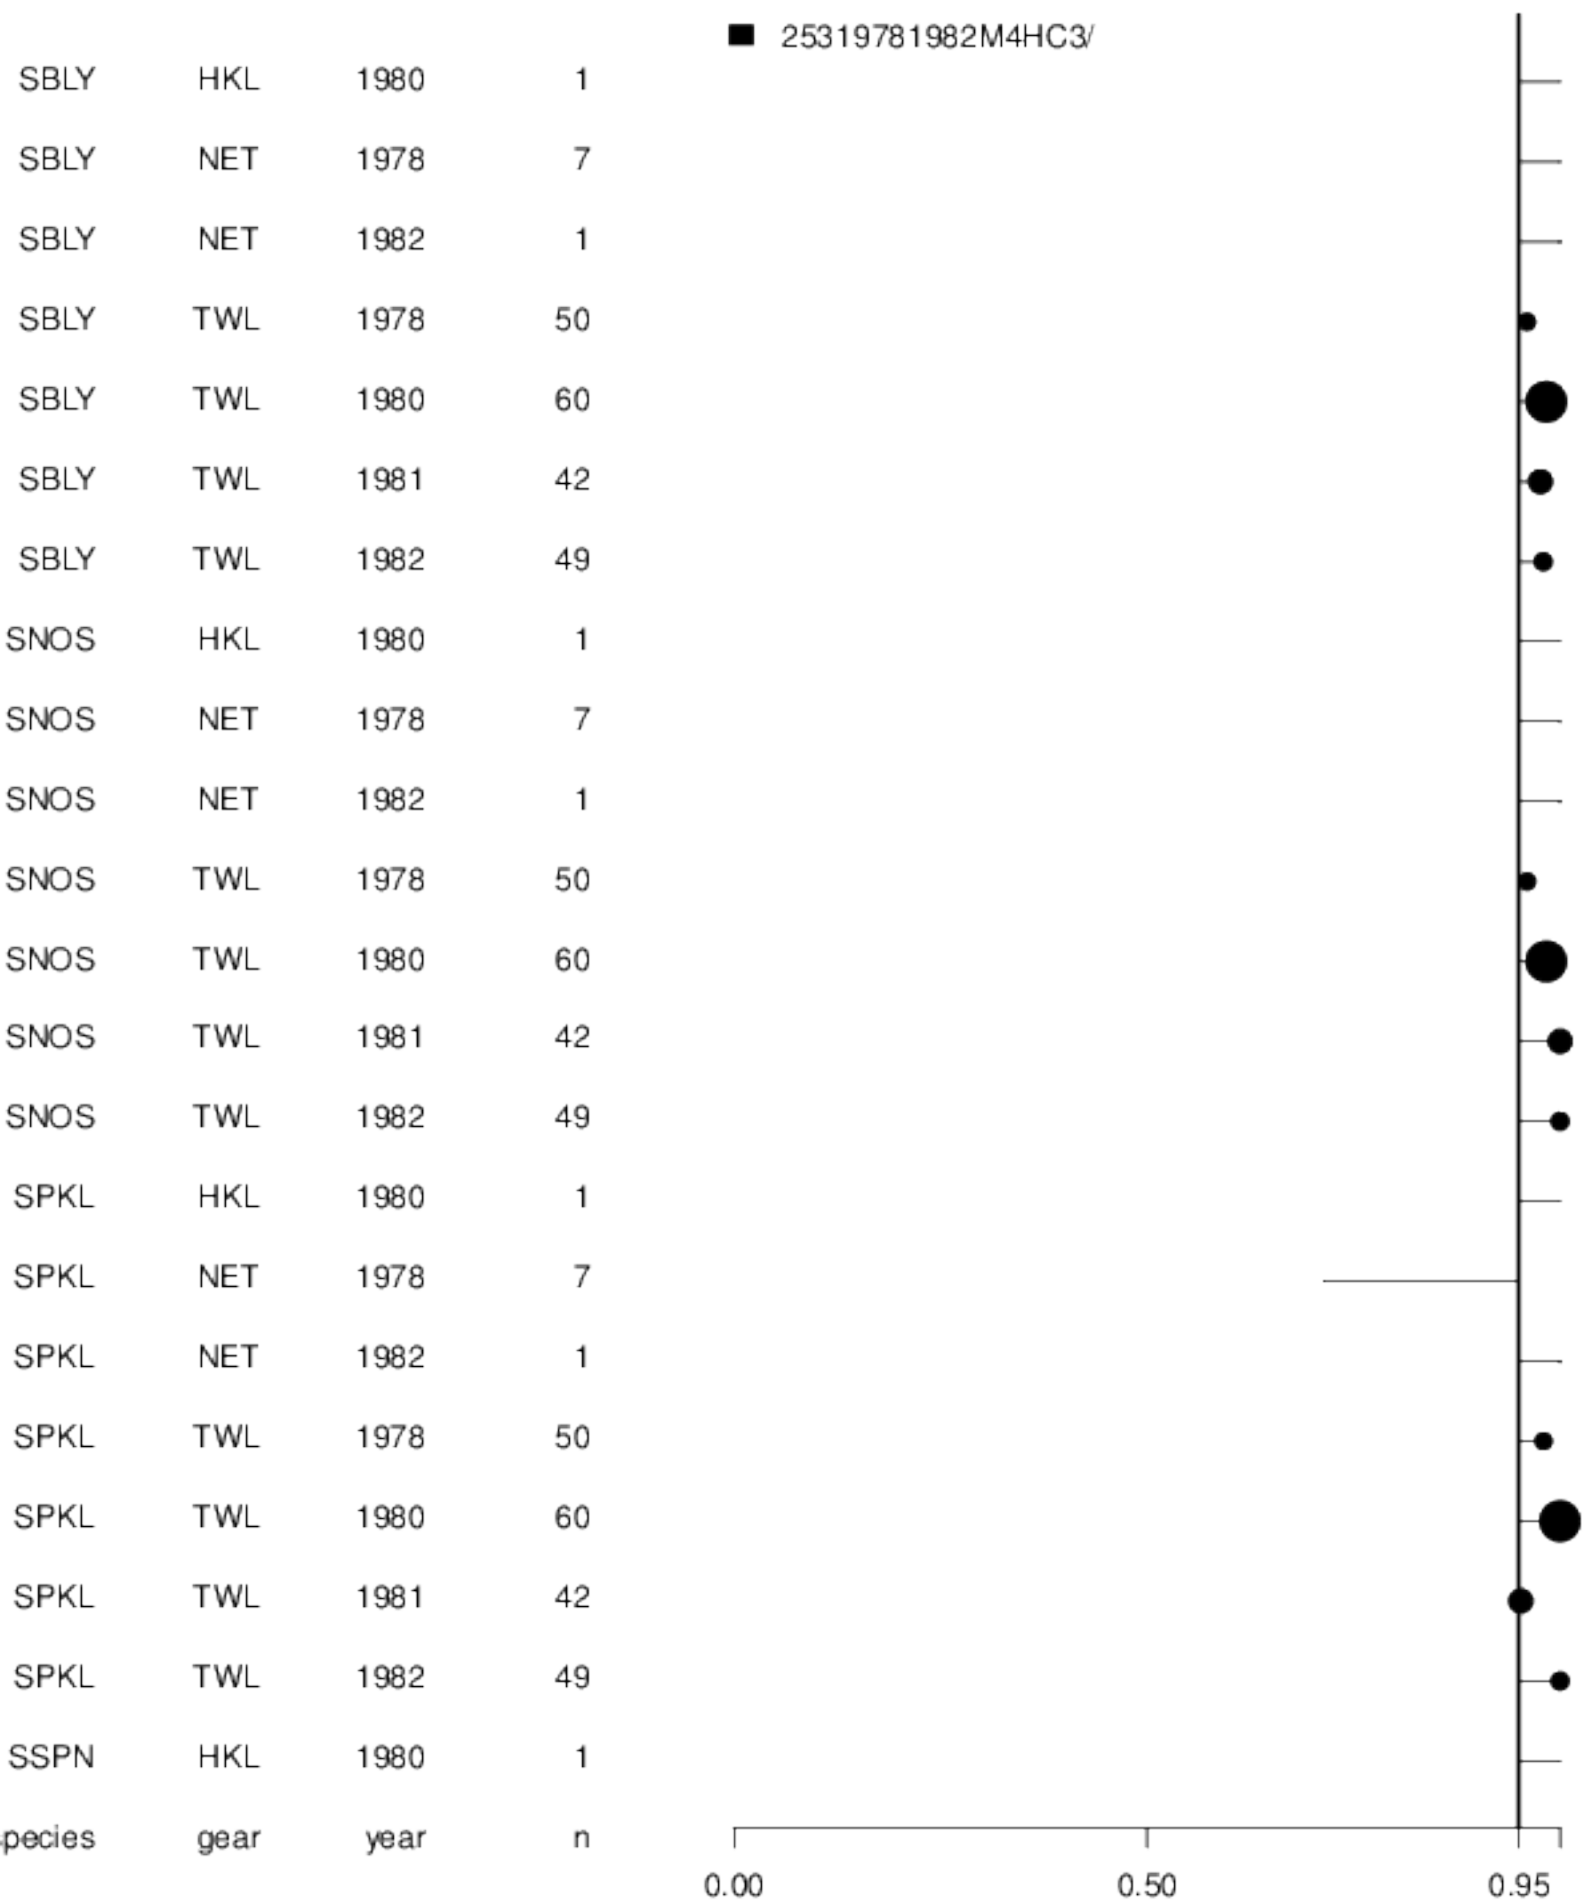 25319781982M4HC3/
SBLY HKL 1980 1
SBLY NET 1978 7
SBLY NET 1982 1
SBLY TWL 1978 50
SBLY TWL 1980 60
SBLY TWL 1981 42
SBLY TWL 1982 49
SNOS HKL 1980 1
SNOS NET 1978 7
SNOS NET 1982 1
SNOS TWL 1978 50
SNOS TWL 1980 60
SNOS TWL 1981 42
SNOS TWL 1982 49
SPKL HKL 1980 1
SPKL NET 1978 7
SPKL NET 1982 1
SPKL TWL 1978 50
SPKL TWL 1980 60
SPKL TWL 1981 42
SPKL TWL 1982 49
SSPN HKL 1980 1
pecies gear year n
0.00 0.50 0.95